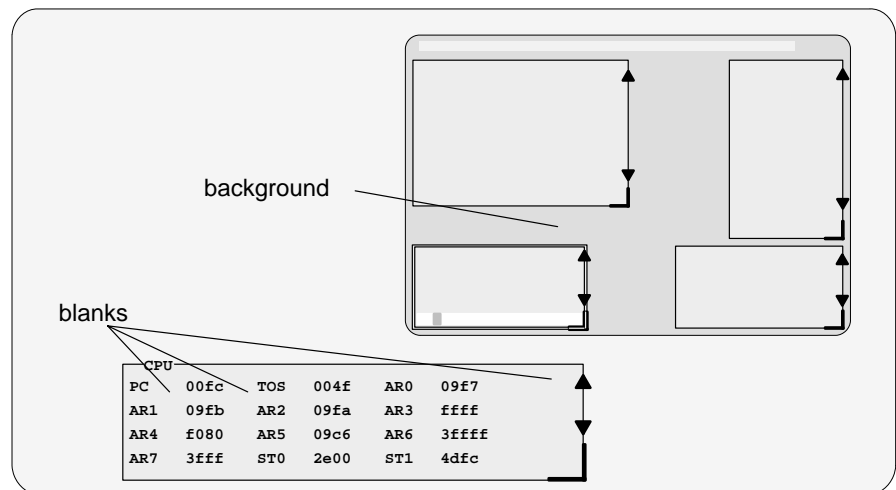 background
blanks
CPU
PC 00fc TOS 004f AR0 09f7
AR1 09fb AR2 09fa AR3 ffff
AR4 f080 AR5 09c6 AR6 3ffff
AR7 3fff ST0 2e00 ST1 4dfc